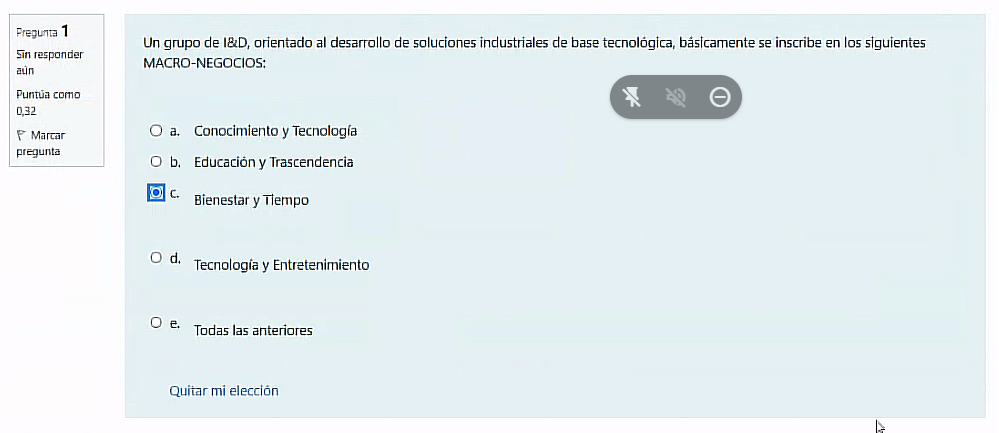 Pregunta 1
Sin responder
aún
Puntúa como
0,32
Marcar
pregunta
Un grupo de I&D, orientado al desarrollo de soluciones industriales de base tecnológica, básicamente se inscribe en los siguientes
MACRO-NEGOCIOS:
a. Conocimiento y Tecnología
b. Educación y Trascendencia
c. Bienestar y Tiempo
d. Tecnología y Entretenimiento
e. Todas las anteriores
Quitar mi elección